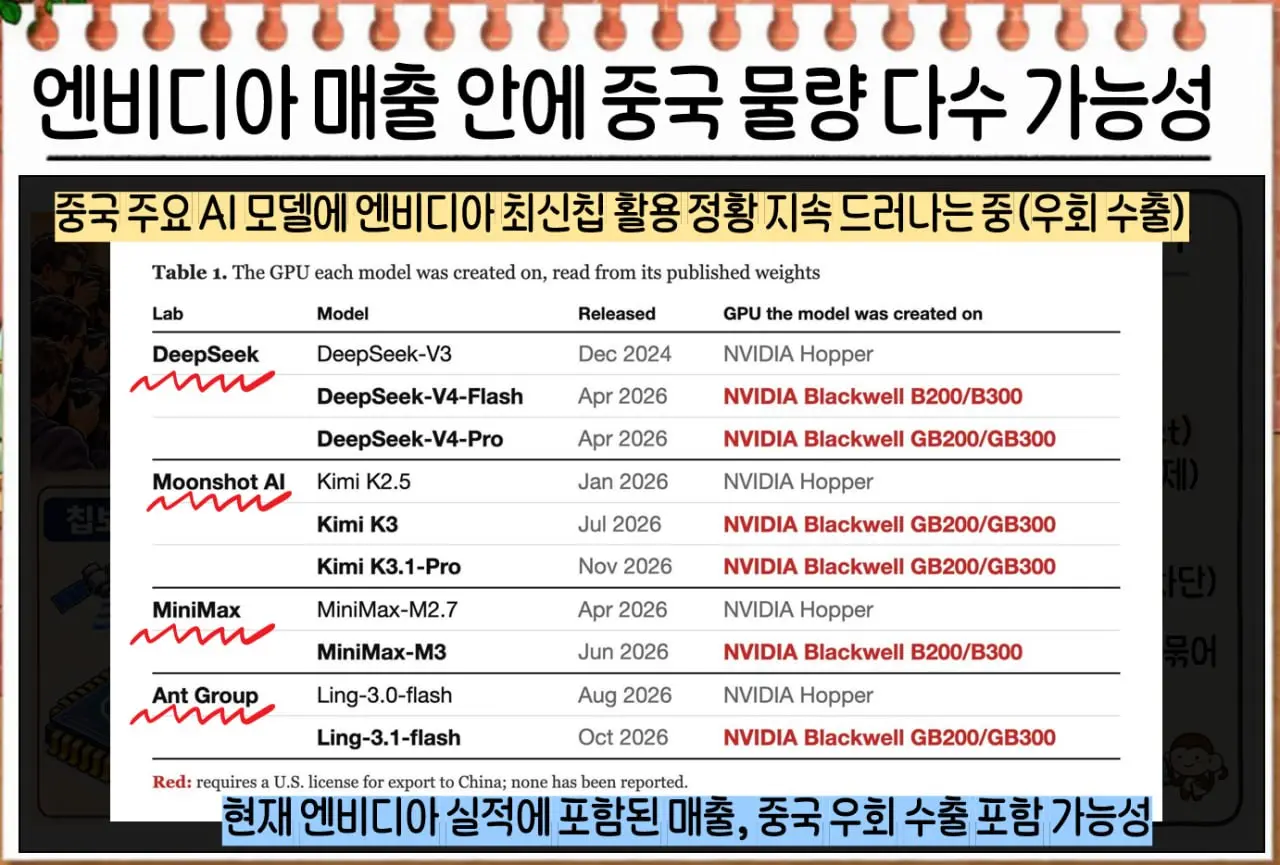 엔비디아 매출 안에 중국 물량 다수 가능성
중국 주요 AI 모델에 엔비디아 최신칩 활용 정황 지속 드러나는 중 (우회 수출)
Table 1. The GPU each model was created on, read from its published weights
Lab Model Released GPU the model was created on
DeepSeek DeepSeek-V3 Dec 2024 NVIDIA Hopper
DeepSeek-V4-Flash Apr 2026 NVIDIA Blackwell B200/B300
DeepSeek-V4-Pro Apr 2026 NVIDIA Blackwell GB200/GB300
Moonshot AI Kimi K2.5 Jan 2026 NVIDIA Hopper
Kimi K3 Jul 2026 NVIDIA Blackwell GB200/GB300
Kimi K3.1-Pro Nov 2026 NVIDIA Blackwell GB200/GB300
MiniMax MiniMax-M2.7 Apr 2026 NVIDIA Hopper
MiniMax-M3 Jun 2026 NVIDIA Blackwell B200/B300
Ant Group Ling-3.0-flash Aug 2026 NVIDIA Hopper
Ling-3.1-flash Oct 2026 NVIDIA Blackwell GB200/GB300
Red: requires a U.S. license for export to China; none has been reported.
현재 엔비디아 실적에 포함된 매출, 중국 우회 수출 포함 가능성
묶어